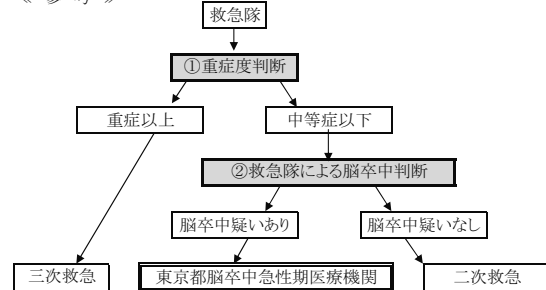 救急隊
①重症度判断
重症以上
中等症以下
②救急隊による脳卒中判断
脳卒中疑いあり
脳卒中疑いなし
三次救急
東京都脳卒中急性期医療機関
二次救急